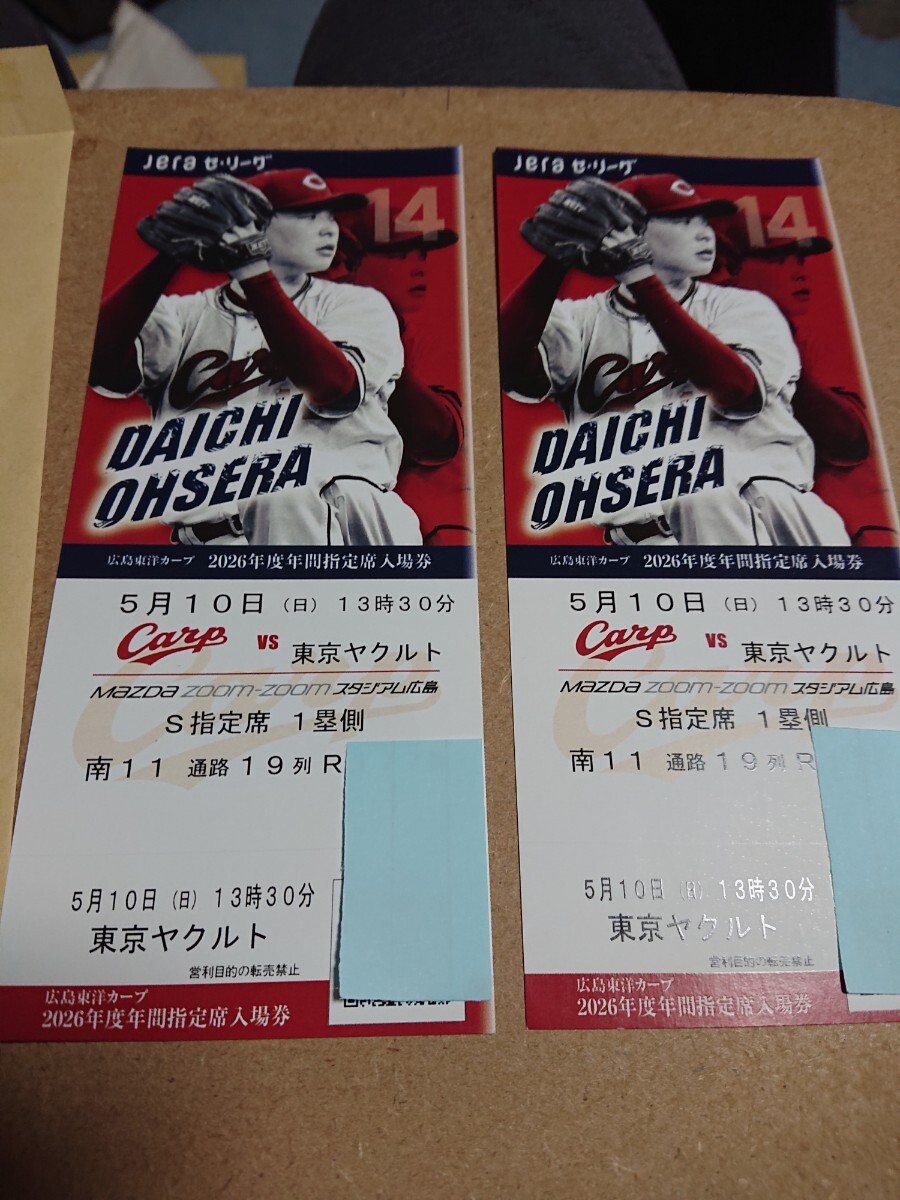 Jera セ・リーグ
14
Carp
DAICHI
OHSERA
広島東洋カープ 2026年度年間指定席入場券
5月10日 (日) 13時30分
Carp vs 東京ヤクルト
mazda zoom-zoom スタジアム広島
S指定席 1塁側
南11 通路 19列 R
5月10日 (日) 13時30分
東京ヤクルト
営利目的の転売禁止
広島東洋カープ
2026年度年間指定席入場券
Jera セ・リーグ
14
Carp
DAICHI
OHSERA
広島東洋カープ 2026年度年間指定席入場券
5月10日 (日) 13時30分
Carp vs 東京ヤクルト
mazda zoom-zoom スタジアム広島
S指定席 1塁側
南11 通路 19列 R
5月10日 (日) 13時30分
東京ヤクルト
営利目的の転売禁止
広島東洋カープ
2026年度年間指定席入場券